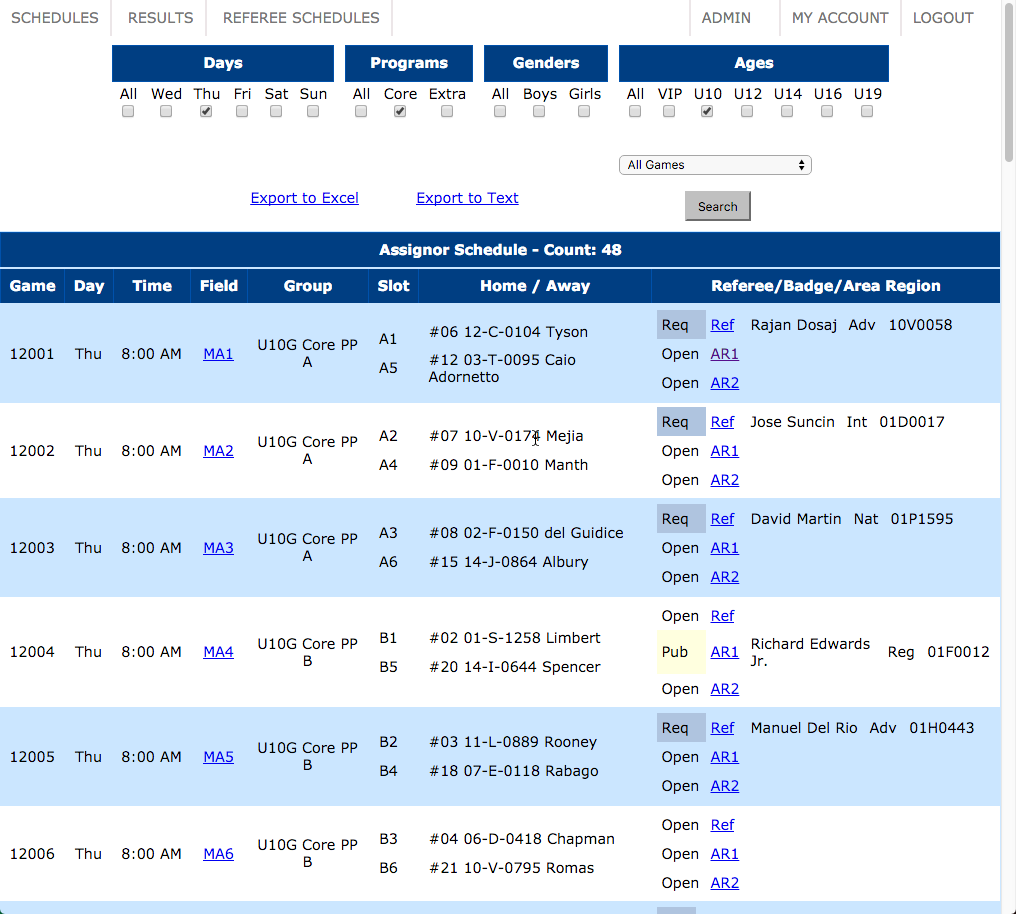 SCHEDULES RESULTS REFEREE SCHEDULES ADMIN MY ACCOUNT LOGOUT
Days Programs Genders Ages
All Wed Thu Fri Sat Sun All Core Extra All Boys Girls All VIP U10 U12 U14 U16 U19
All Games
Export to Excel Export to Text Search
Assignor Schedule - Count: 48
Game Day Time Field Group Slot Home / Away Referee/Badge/Area Region
12001 Thu 8:00 AM MA1 U10G Core PP A
A1 #06 12-C-0104 Tyson
A5 #12 03-T-0095 Caio Adornetto
Req Ref Rajan Dosaj Adv 10V0058
Open AR1
Open AR2
12002 Thu 8:00 AM MA2 U10G Core PP A
A2 #07 10-V-0174 Mejia
A4 #09 01-F-0010 Manth
Req Ref Jose Suncin Int 01D0017
Open AR1
Open AR2
12003 Thu 8:00 AM MA3 U10G Core PP A
A3 #08 02-F-0150 del Guidice
A6 #15 14-J-0864 Albury
Req Ref David Martin Nat 01P1595
Open AR1
Open AR2
12004 Thu 8:00 AM MA4 U10G Core PP B
B1 #02 01-S-1258 Limbert
B5 #20 14-I-0644 Spencer
Open Ref
Pub AR1 Richard Edwards Jr. Reg 01F0012
Open AR2
12005 Thu 8:00 AM MA5 U10G Core PP B
B2 #03 11-L-0889 Rooney
B4 #18 07-E-0118 Rabago
Req Ref Manuel Del Rio Adv 01H0443
Open AR1
Open AR2
12006 Thu 8:00 AM MA6 U10G Core PP B
B3 #04 06-D-0418 Chapman
B6 #21 10-V-0795 Romas
Open Ref
Open AR1
Open AR2